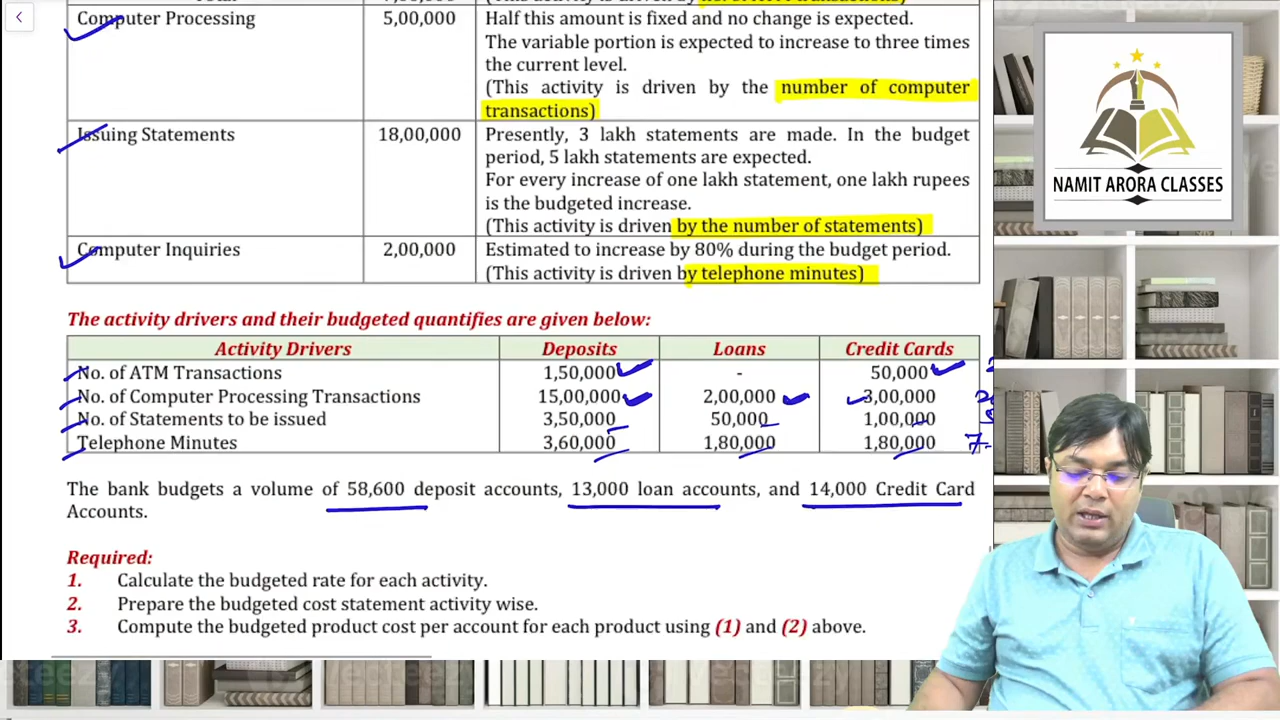 Computer Processing 5,00,000 Half this amount is fixed and no change is expected.
The variable portion is expected to increase to three times
the current level.
(This activity is driven by the number of computer
transactions)
Issuing Statements 18,00,000 Presently, 3 lakh statements are made. In the budget
period, 5 lakh statements are expected.
For every increase of one lakh statement, one lakh rupees
is the budgeted increase.
(This activity is driven by the number of statements)
Computer Inquiries 2,00,000 Estimated to increase by 80% during the budget period.
(This activity is driven by telephone minutes)
The activity drivers and their budgeted quantifies are given below:
Activity Drivers Deposits Loans Credit Cards
No. of ATM Transactions 1,50,000 - 50,000
No. of Computer Processing Transactions 15,00,000 2,00,000 3,00,000
No. of Statements to be issued 3,50,000 50,000 1,00,000
Telephone Minutes 3,60,000 1,80,000 1,80,000
The bank budgets a volume of 58,600 deposit accounts, 13,000 loan accounts, and 14,000 Credit Card
Accounts.
Required:
1. Calculate the budgeted rate for each activity.
2. Prepare the budgeted cost statement activity wise.
3. Compute the budgeted product cost per account for each product using (1) and (2) above.
NAMIT ARORA CLASSES